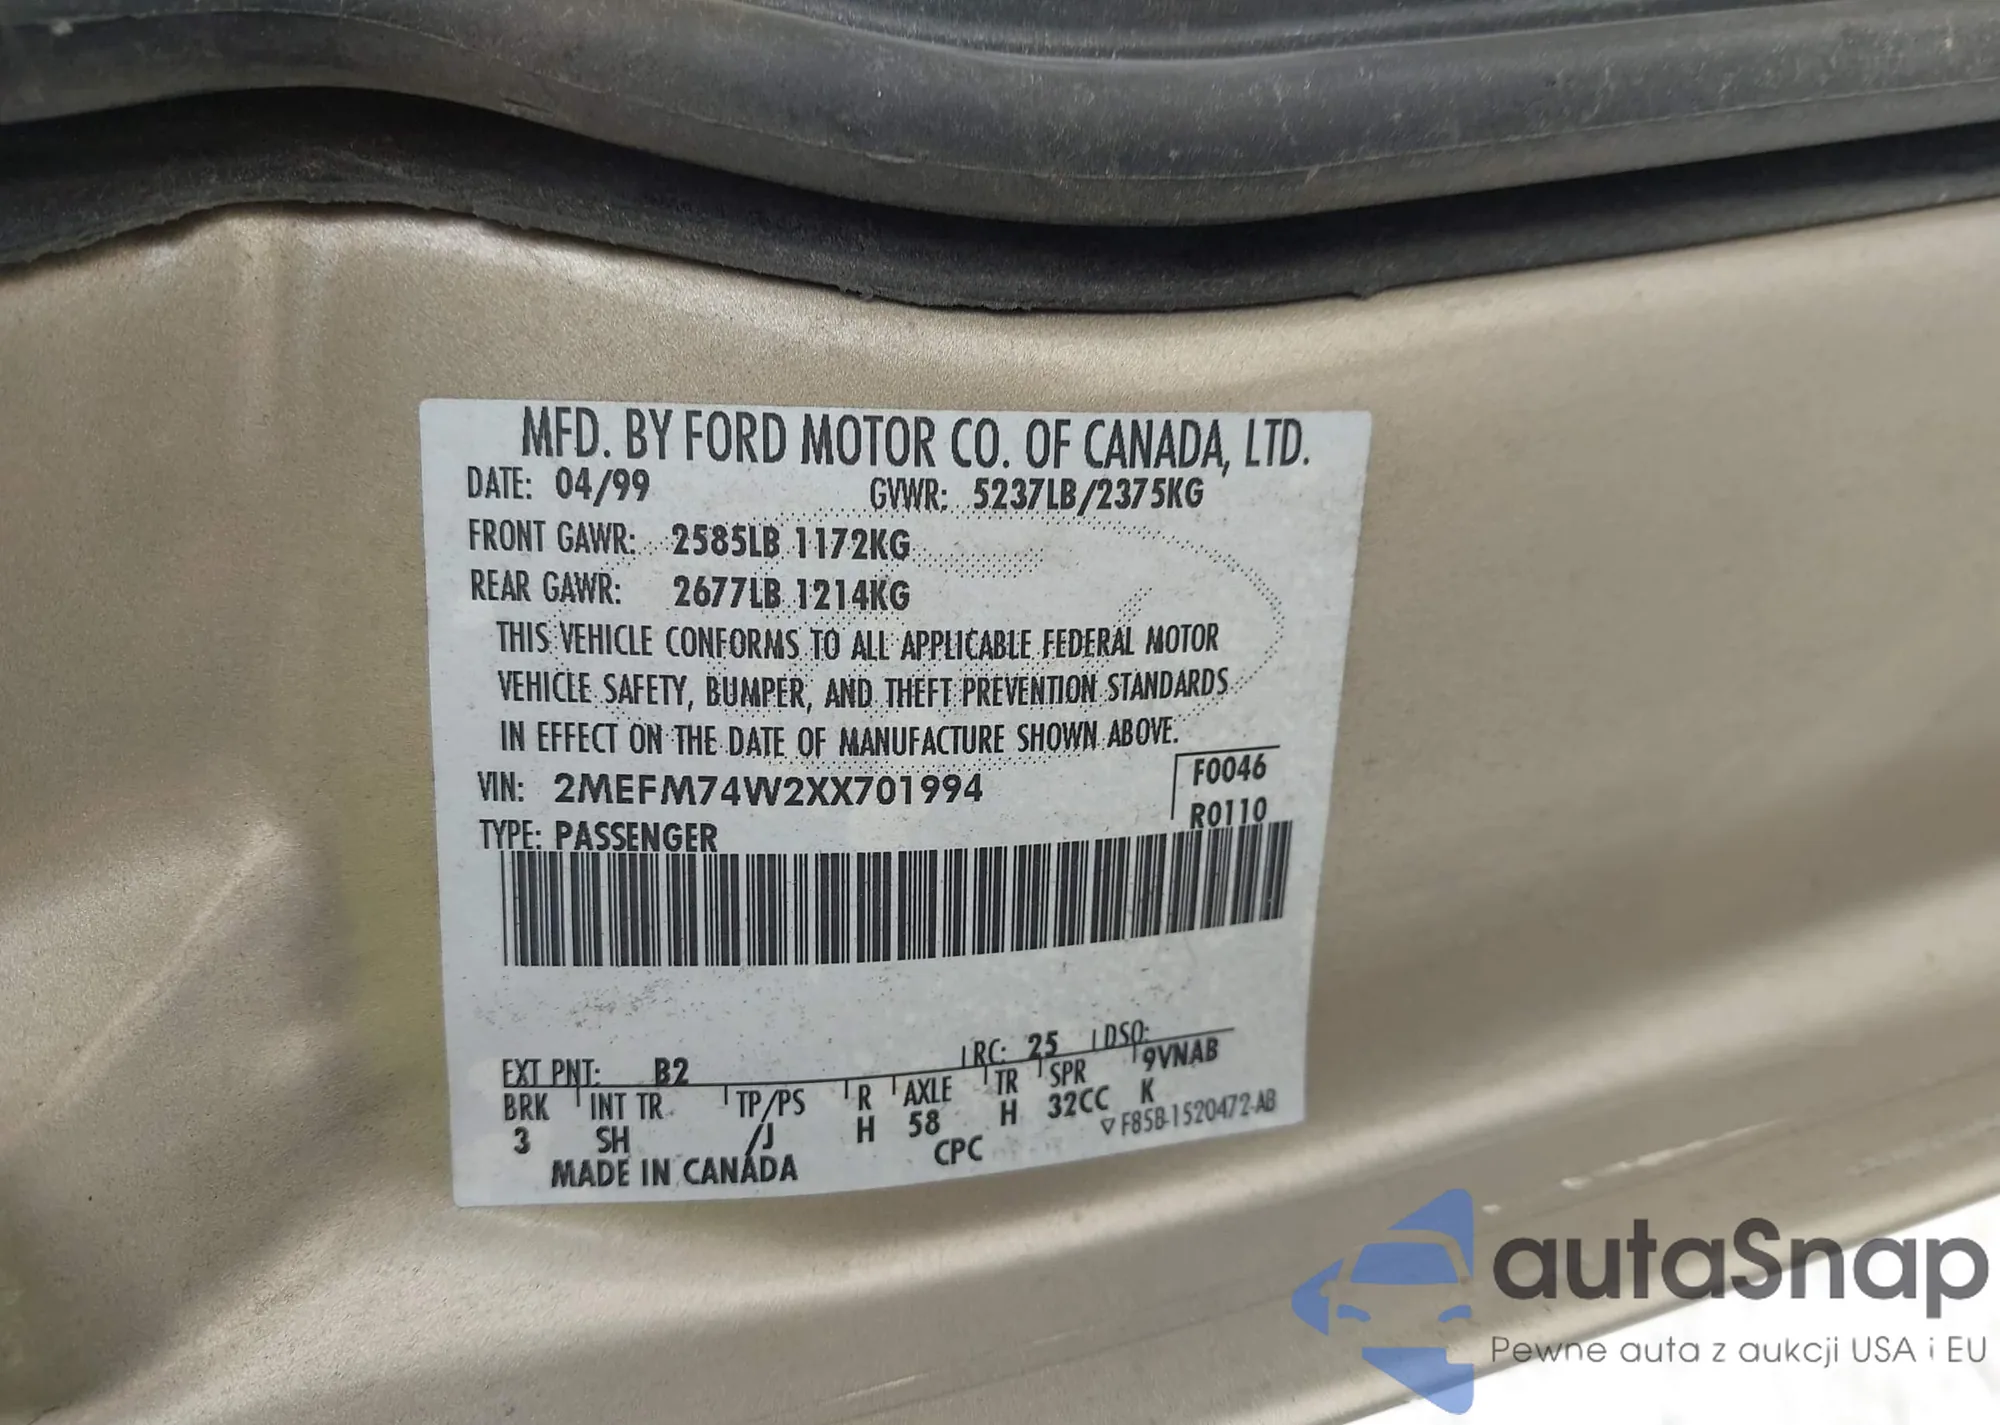 MFD. BY FORD MOTOR CO. OF CANADA, LTD.
DATE: 04/99 GVWR: 5237LB/2375KG
FRONT GAWR: 2585LB 1172KG
REAR GAWR: 2677LB 1214KG
THIS VEHICLE CONFORMS TO ALL APPLICABLE FEDERAL MOTOR
VEHICLE SAFETY, BUMPER, AND THEFT PREVENTION STANDARDS
IN EFFECT ON THE DATE OF MANUFACTURE SHOWN ABOVE.
VIN: 2MEFM74W2XX701994
F0046
R0110
TYPE: PASSENGER
EXT PNT: B2 RC: 25 DSO:
BRK INT TR TP/PS R AXLE TR SPR 9VNAB
3 SH /J H 58 H 32CC K
MADE IN CANADA CPC ▽ F85B-1520472-AB
autaSnap
Pewne auta z aukcji USA i EU